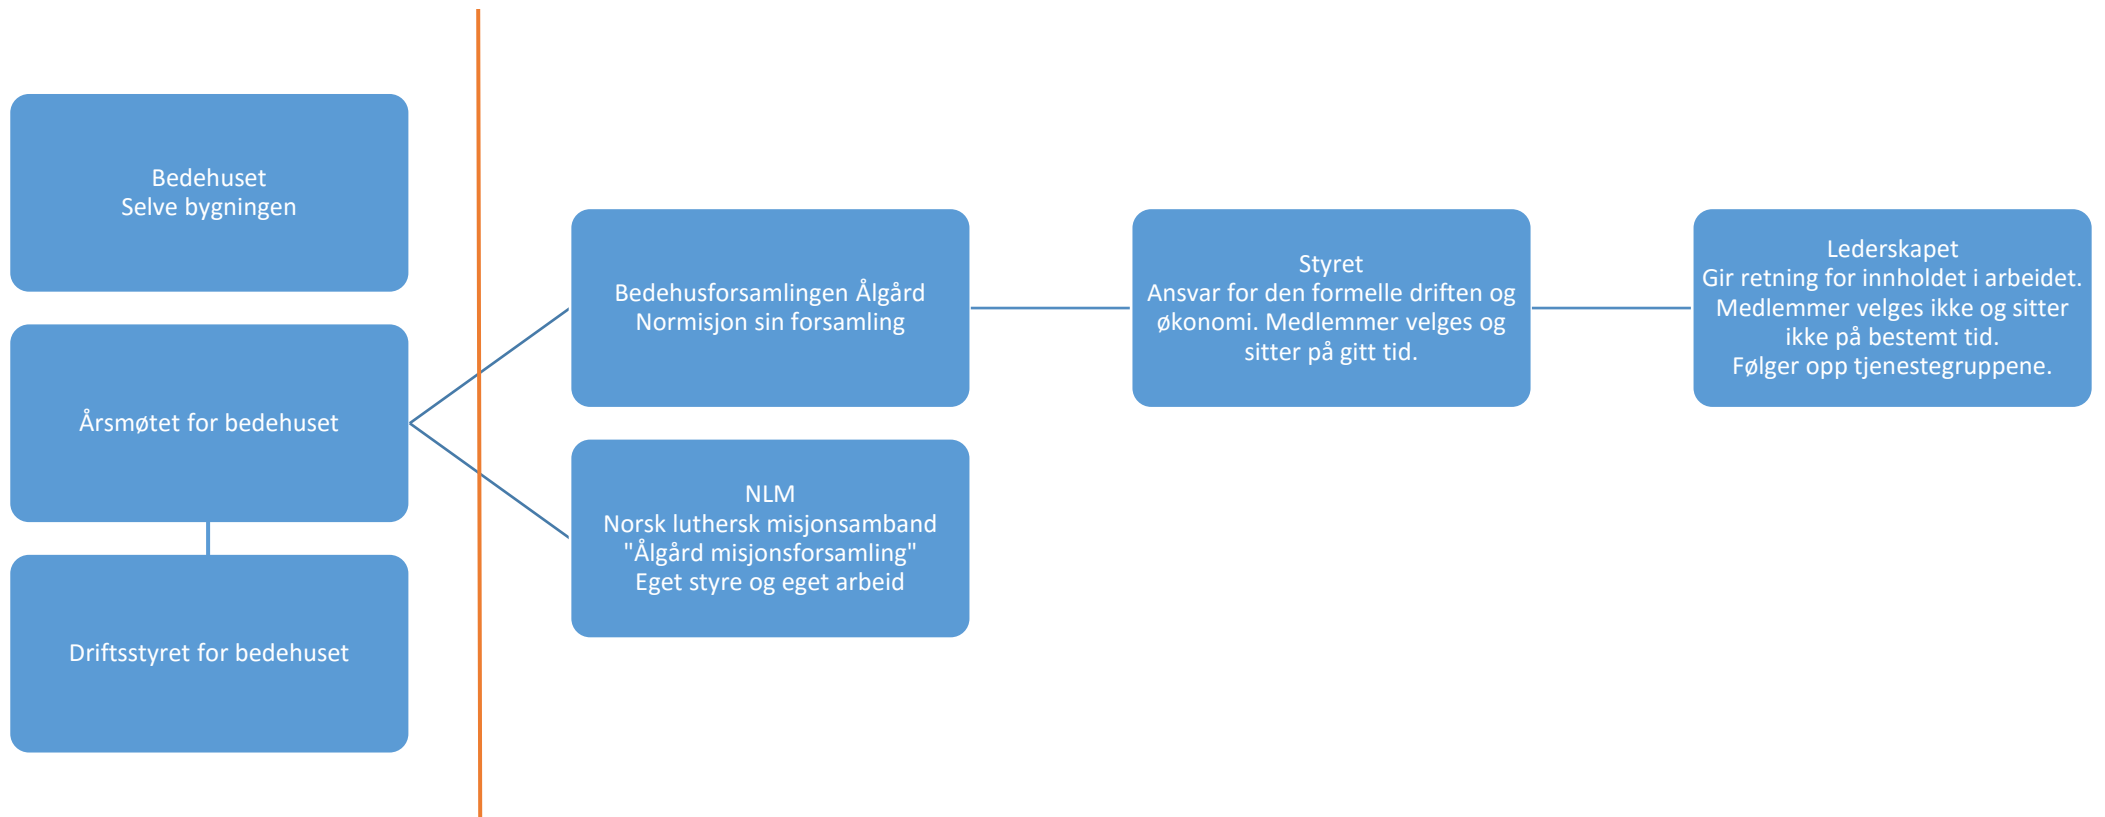 Bedehuset
Selve bygningen
Årsmøtet for bedehuset
Driftsstyret for bedehuset
Bedehusforsamlingen Ålgård
Normisjon sin forsamling
NLM
Norsk luthersk misjonsamband
"Ålgård misjonsforsamling"
Eget styre og eget arbeid
Styret
Ansvar for den formelle driften og
økonomi. Medlemmer velges og
sitter på gitt tid.
Lederskapet
Gir retning for innholdet i arbeidet.
Medlemmer velges ikke og sitter
ikke på bestemt tid.
Følger opp tjenestegruppene.